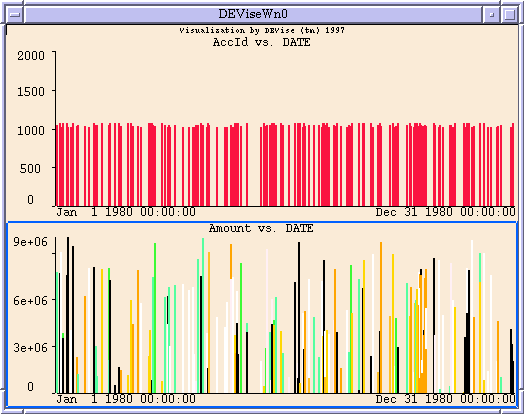 DEViseWn0
Visualization by DEVise (tm) 1997
AccId vs. DATE
2000
1500
1000
500
0
Jan 1 1980 00:00:00 Dec 31 1980 00:00:00
Amount vs. DATE
9e+06
6e+06
3e+06
0
Jan 1 1980 00:00:00 Dec 31 1980 00:00:00